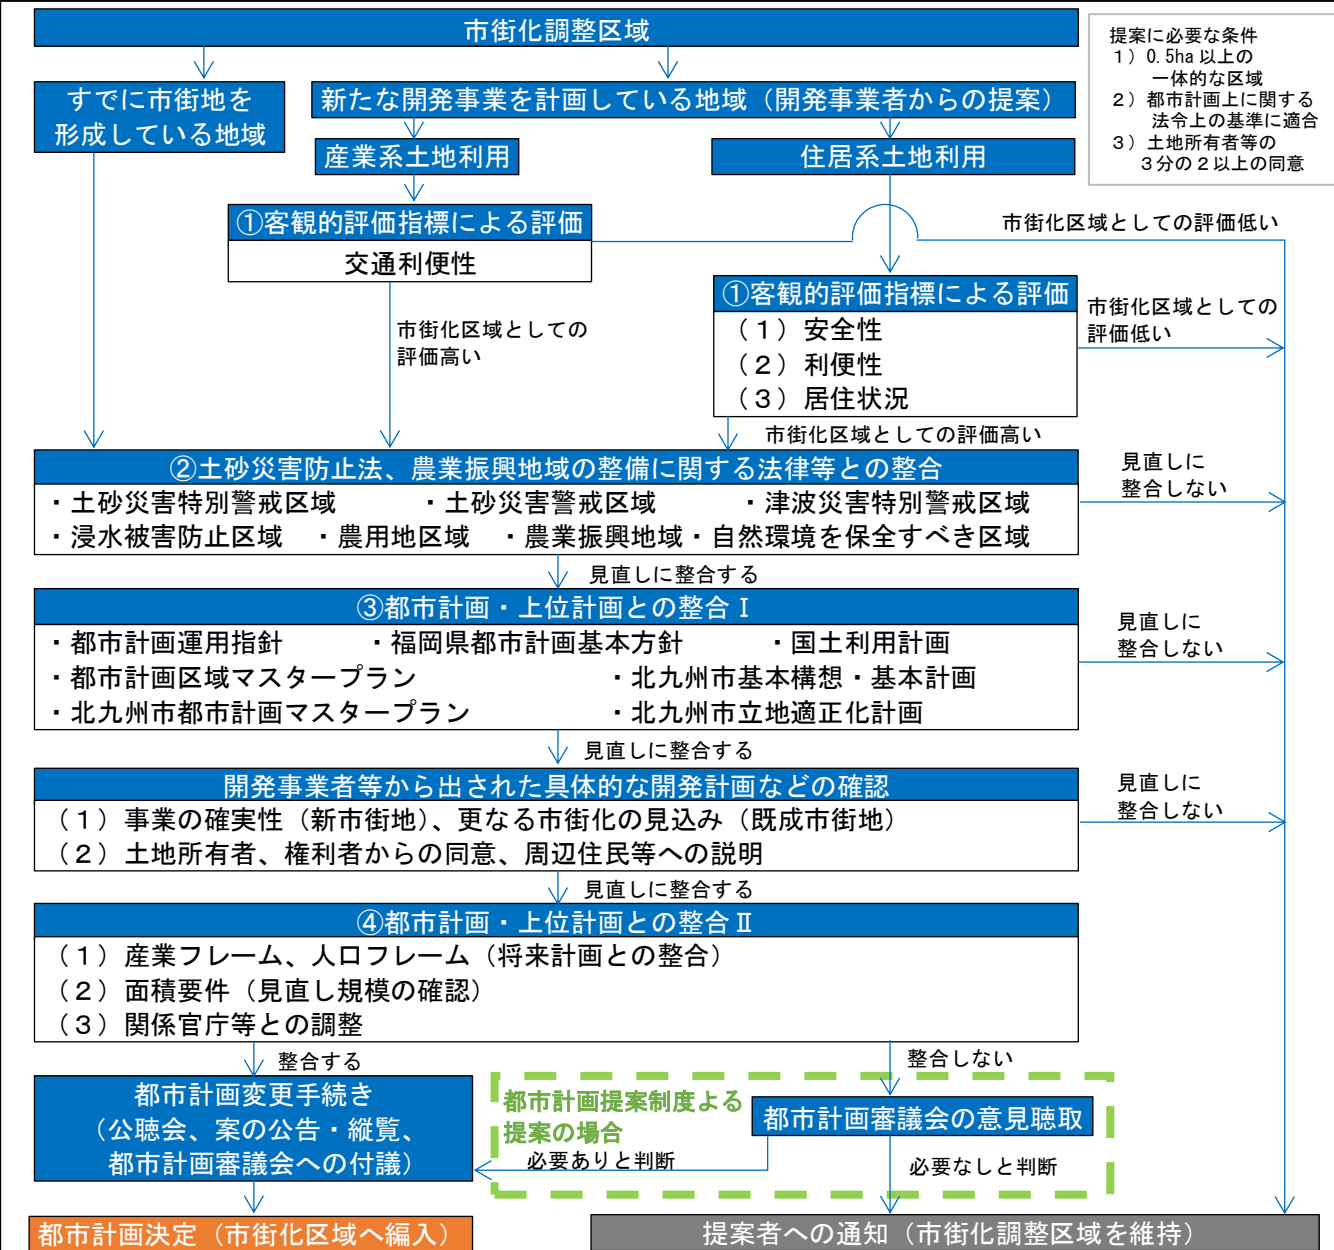 市街化調整区域
提案に必要な条件
1）0.5ha 以上の
一体的な区域
2）都市計画上に関する
法令上の基準に適合
3）土地所有者等の
3分の2以上の同意
すでに市街地を
形成している地域
新たな開発事業を計画している地域（開発事業者からの提案）
産業系土地利用
住居系土地利用
①客観的評価指標による評価
交通利便性
市街化区域としての評価低い
①客観的評価指標による評価
（1）安全性
（2）利便性
（3）居住状況
市街化区域としての
評価低い
市街化区域としての
評価高い
市街化区域としての評価高い
②土砂災害防止法、農業振興地域の整備に関する法律等との整合
・土砂災害特別警戒区域　・土砂災害警戒区域　・津波災害特別警戒区域
・浸水被害防止区域　・農用地区域　・農業振興地域・自然環境を保全すべき区域
見直しに
整合しない
見直しに整合する
③都市計画・上位計画との整合Ⅰ
・都市計画運用指針　・福岡県都市計画基本方針　・国土利用計画
・都市計画区域マスタープラン　・北九州市基本構想・基本計画
・北九州市都市計画マスタープラン　・北九州市立地適正化計画
見直しに
整合しない
見直しに整合する
開発事業者等から出された具体的な開発計画などの確認
（1）事業の確実性（新市街地）、更なる市街化の見込み（既成市街地）
（2）土地所有者、権利者からの同意、周辺住民等への説明
見直しに
整合しない
見直しに整合する
④都市計画・上位計画との整合Ⅱ
（1）産業フレーム、人口フレーム（将来計画との整合）
（2）面積要件（見直し規模の確認）
（3）関係官庁等との調整
整合する
整合しない
都市計画変更手続き
（公聴会、案の公告・縦覧、
都市計画審議会への付議）
都市計画提案制度よる
提案の場合
都市計画審議会の意見聴取
必要ありと判断
必要なしと判断
都市計画決定（市街化区域へ編入）
提案者への通知（市街化調整区域を維持）